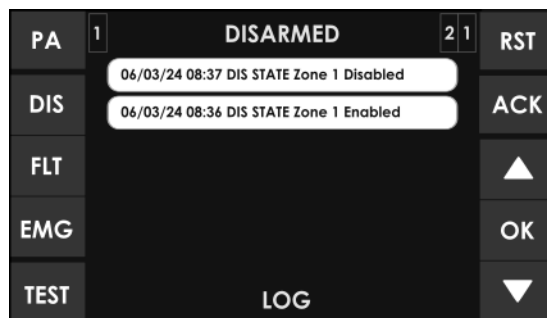 PA
1
DISARMED
2 1
RST
06/03/24 08:37 DIS STATE Zone 1 Disabled
DIS
06/03/24 08:36 DIS STATE Zone 1 Enabled
ACK
FLT
EMG
OK
TEST
LOG